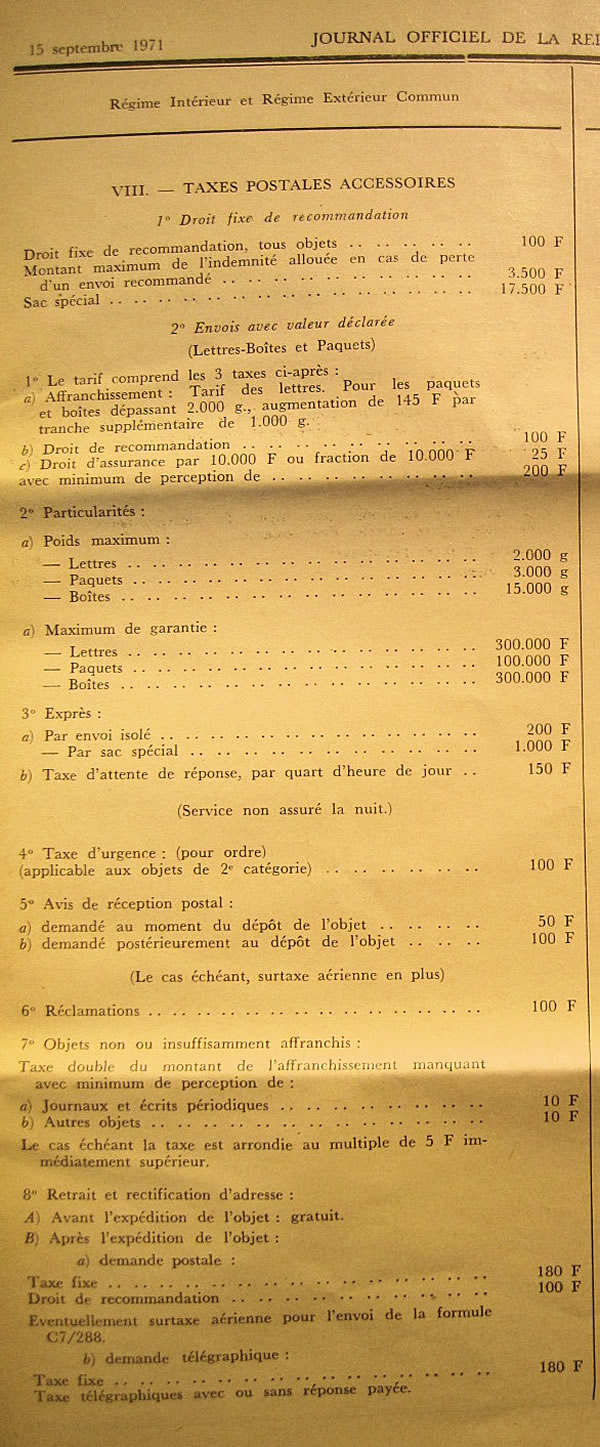 15 septembre 1971 JOURNAL OFFICIEL DE LA
Régime Intérieur et Régime Extérieur Commun
VIII. — TAXES POSTALES ACCESSOIRES
1° Droit fixe de recommandation
Droit fixe de recommandation, tous objets .. .. .. .. .. .. 100 F
Montant maximum de l'indemnité allouée en cas de perte
d'un envoi recommandé .. .. .. .. .. .. .. .. 3.500 F
Sac spécial .. .. .. .. .. .. .. .. .. .. .. .. 17.500 F
2° Envois avec valeur déclarée
(Lettres-Boîtes et Paquets)
1° Le tarif comprend les 3 taxes ci-après :
a) Affranchissement : Tarif des lettres. Pour les paquets
et boîtes dépassant 2.000 g., augmentation de 145 F par
tranche supplémentaire de 1.000 g.
b) Droit de recommandation .. .. .. .. .. .. .. .. 100 F
c) Droit d'assurance par 10.000 F ou fraction de 10.000 F 25 F
avec minimum de perception de .. .. .. .. .. .. .. 200 F
2° Particularités :
a) Poids maximum :
— Lettres .. .. .. .. .. .. .. .. .. .. .. 2.000 g
— Paquets .. .. .. .. .. .. .. .. .. .. .. 3.000 g
— Boîtes .. .. .. .. .. .. .. .. .. .. .. 15.000 g
a) Maximum de garantie :
— Lettres .. .. .. .. .. .. .. .. .. .. .. 300.000 F
— Paquets .. .. .. .. .. .. .. .. .. .. .. 100.000 F
— Boîtes .. .. .. .. .. .. .. .. .. .. .. 300.000 F
3° Exprès :
a) Par envoi isolé .. .. .. .. .. .. .. .. .. .. 200 F
— Par sac spécial .. .. .. .. .. .. .. .. .. 1.000 F
b) Taxe d'attente de réponse, par quart d'heure de jour .. 150 F
(Service non assuré la nuit.)
4° Taxe d'urgence : (pour ordre)
(applicable aux objets de 2e catégorie) .. .. .. .. .. 100 F
5° Avis de réception postal :
a) demandé au moment du dépôt de l'objet .. .. .. .. 50 F
b) demandé postérieurement au dépôt de l'objet .. .. .. 100 F
(Le cas échéant, surtaxe aérienne en plus)
6° Réclamations .. .. .. .. .. .. .. .. .. .. .. 100 F
7° Objets non ou insuffisamment affranchis :
Taxe double du montant de l'affranchissement manquant
avec minimum de perception de :
a) Journaux et écrits périodiques .. .. .. .. .. .. .. 10 F
b) Autres objets .. .. .. .. .. .. .. .. .. .. .. 10 F
Le cas échéant la taxe est arrondie au multiple de 5 F im-
médiatement supérieur.
8° Retrait et rectification d'adresse :
A) Avant l'expédition de l'objet : gratuit.
B) Après l'expédition de l'objet :
a) demande postale :
Taxe fixe .. .. .. .. .. .. .. .. .. .. .. .. 180 F
Droit de recommandation .. .. .. .. .. .. .. .. 100 F
Eventuellement surtaxe aérienne pour l'envoi de la formule
C7/288.
b) demande télégraphique :
Taxe fixe .. .. .. .. .. .. .. .. .. .. .. .. 180 F
Taxe télégraphiques avec ou sans réponse payée.